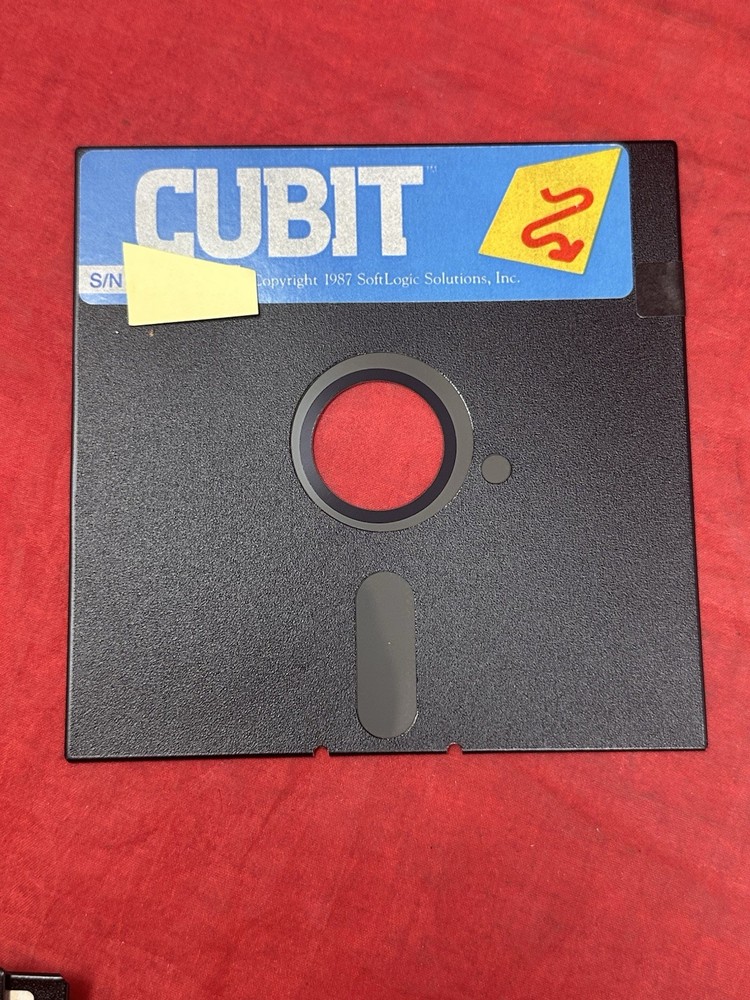 CUBIT™
S/N
Copyright 1987 SoftLogic Solutions, Inc.